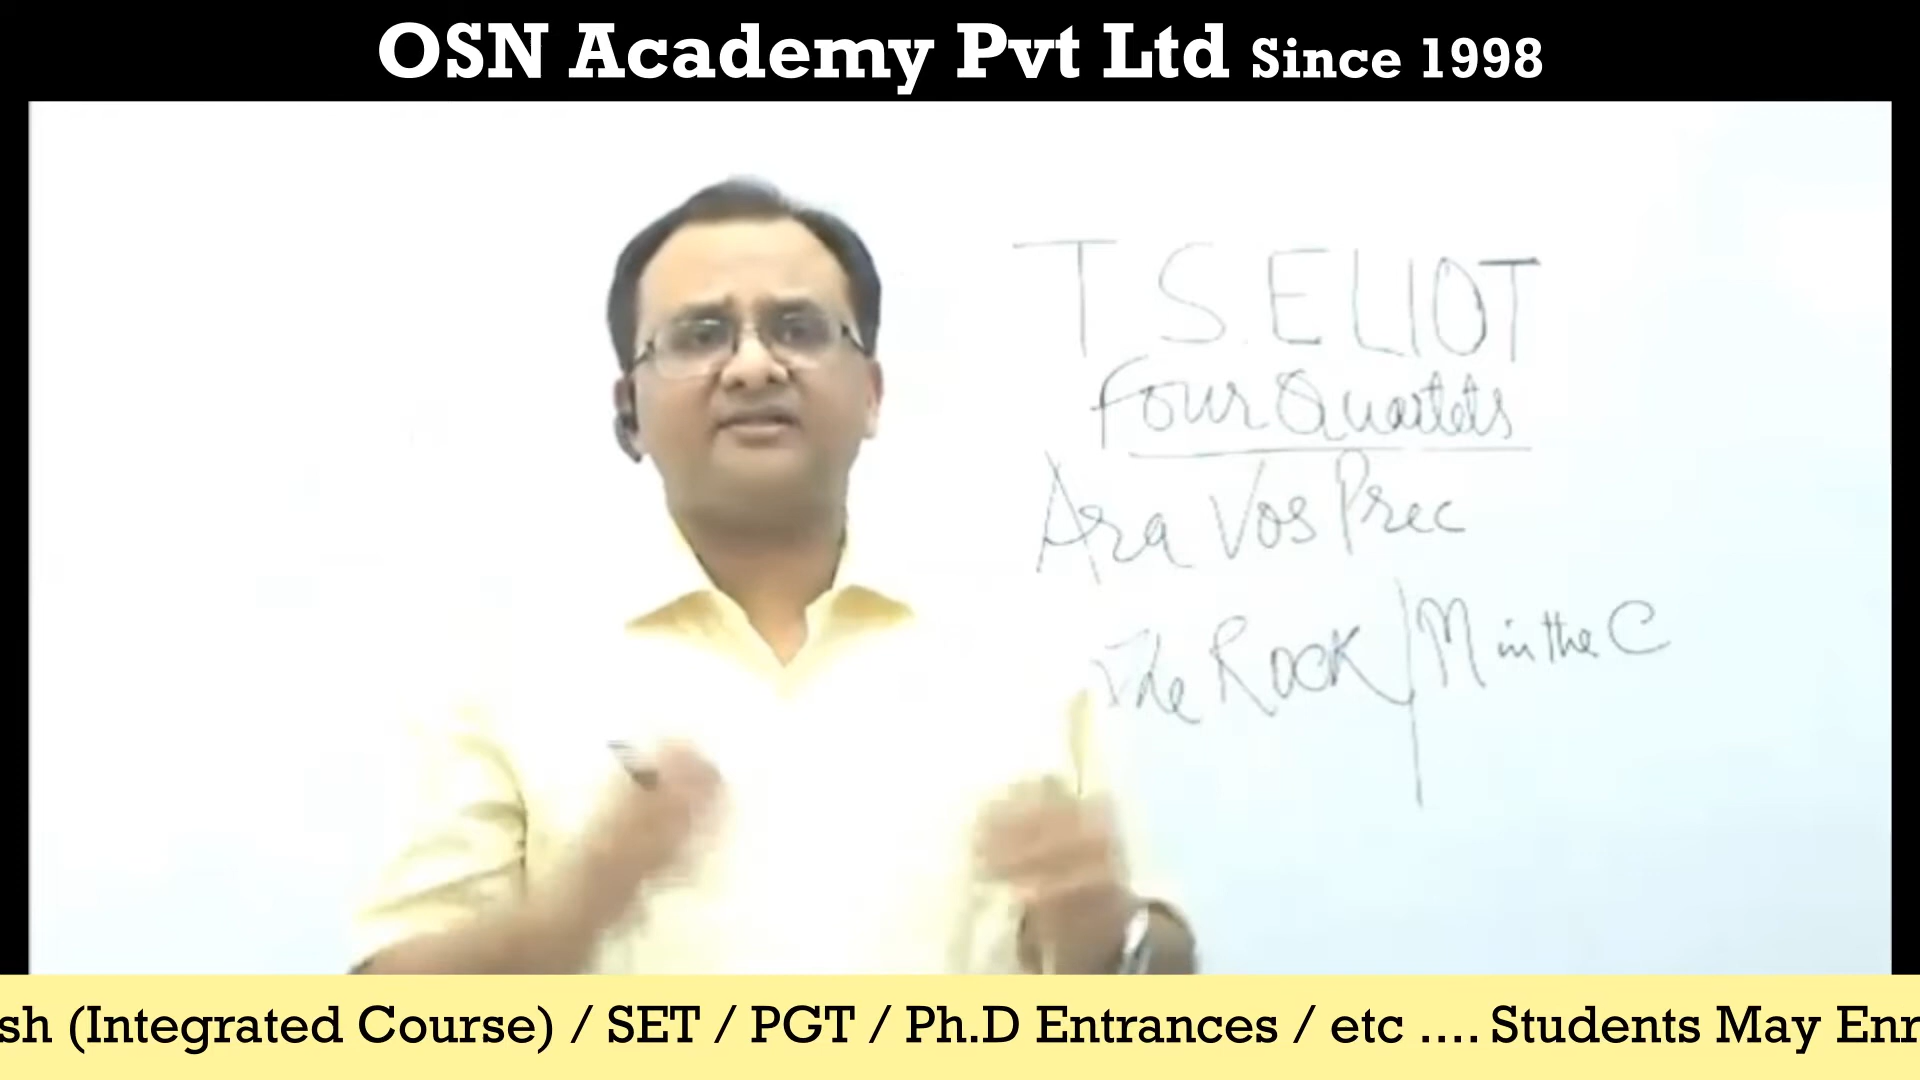 OSN Academy Pvt Ltd Since 1998
T S. ELIOT
Four Quartets
Ara Vos Prec
The Rock / M in the C
sh (Integrated Course) / SET / PGT / Ph.D Entrances / etc .... Students May Enr